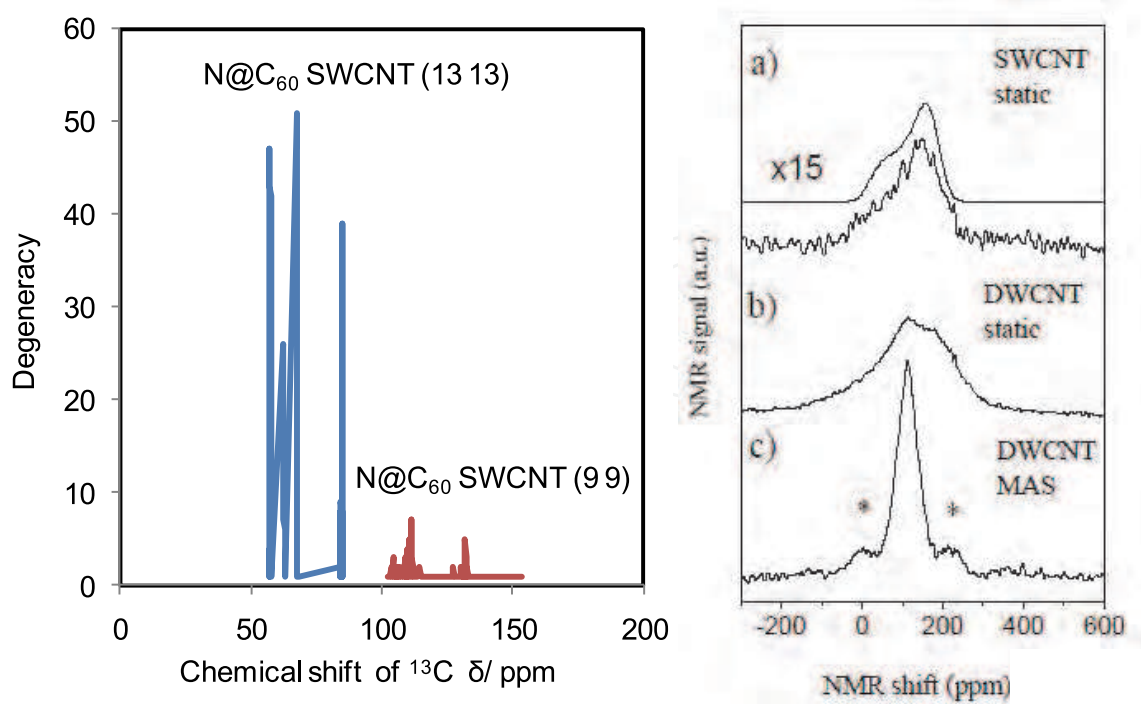 60
50
40
30
20
10
0
Degeneracy
N@C₆₀ SWCNT (13 13)
N@C₆₀ SWCNT (9 9)
0 50 100 150 200
Chemical shift of ¹³C δ/ ppm
a)
SWCNT
static
x15
b)
DWCNT
static
c)
DWCNT
MAS
* *
NMR signal (a.u.)
-200 0 200 400 600
NMR shift (ppm)